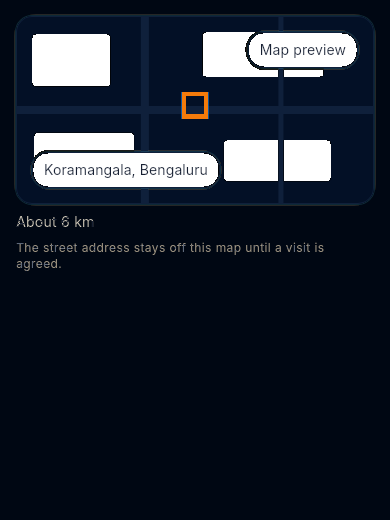 Map preview
Koramangala, Bengaluru
About 6 km
The street address stays off this map until a visit is
agreed.